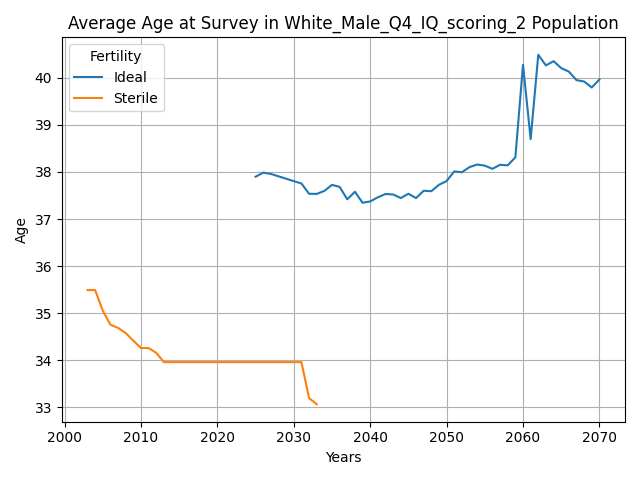 Average Age at Survey in White_Male_Q4_IQ_scoring_2 Population
Fertility
Ideal
Sterile
Age
40
39
38
37
36
35
34
33
2000 2010 2020 2030 2040 2050 2060 2070
Years